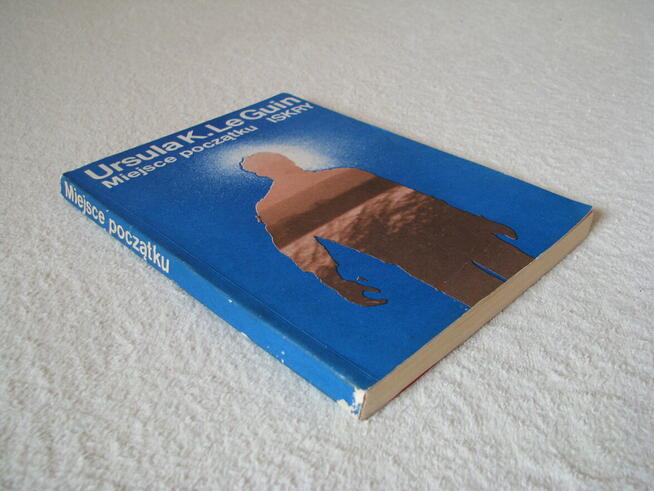 Ursula K. Le Guin
Miejsce początku ISKRY
Miejsce początku